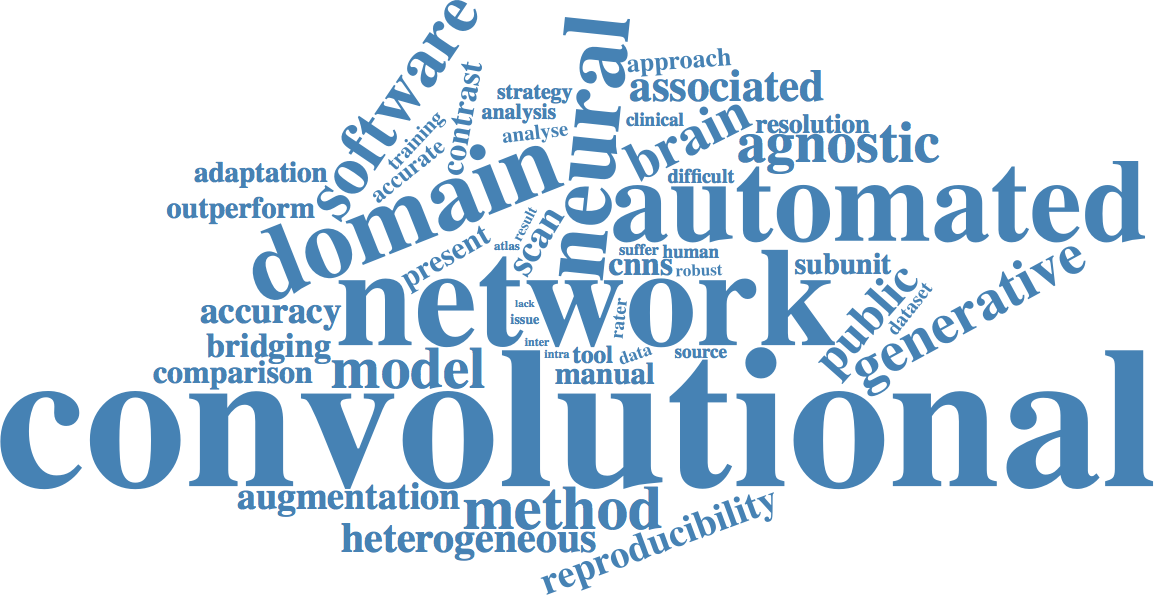 software
neural
approach
contrast
strategy
associated
analysis
training
analyse
clinical
brain
resolution
accurate
agnostic
adaptation
domain
difficult
outperform
automated
result
scan
present
atlas
suffer
human
cnns
robust
subunit
network
generative
public
dataset
accuracy
lack
issue
rater
bridging
inter
intra
tool
data
source
comparison
model
manual
convolutional
augmentation
method
reproducibility
heterogeneous